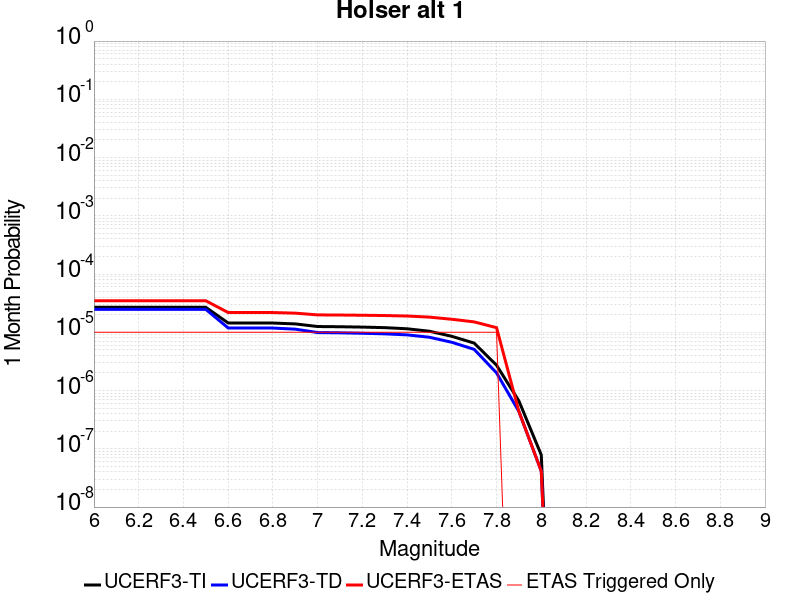 Holser alt 1
1 Month Probability
10^0
10^-1
10^-2
10^-3
10^-4
10^-5
10^-6
10^-7
10^-8
6 6.2 6.4 6.6 6.8 7 7.2 7.4 7.6 7.8 8 8.2 8.4 8.6 8.8 9
Magnitude
UCERF3-TI UCERF3-TD UCERF3-ETAS ETAS Triggered Only